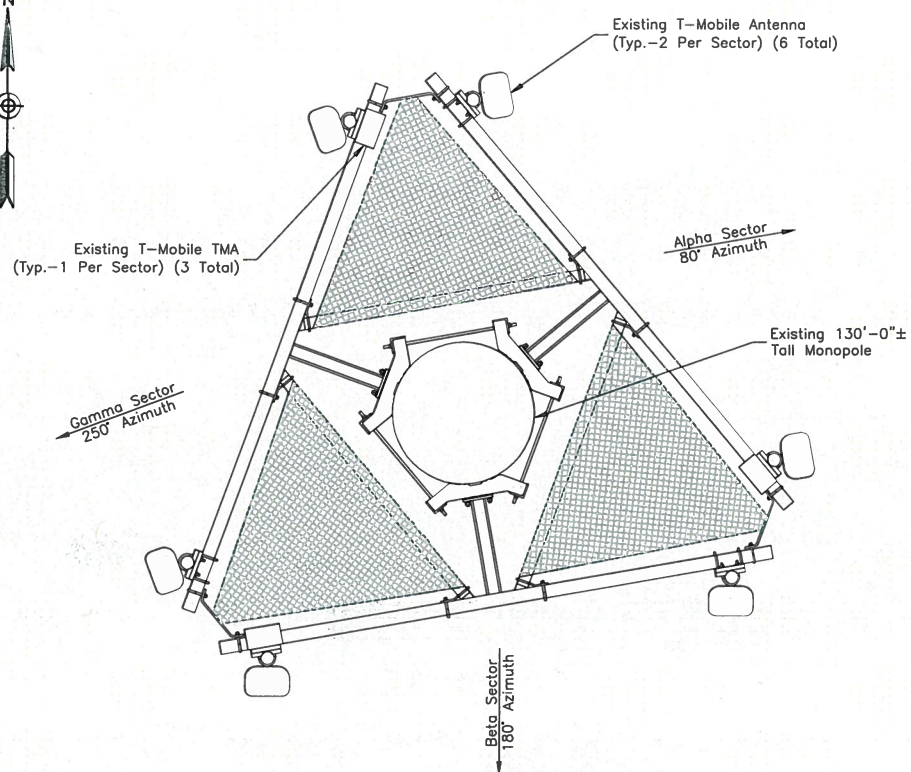 N
Existing T-Mobile Antenna
(Typ.-2 Per Sector) (6 Total)
Existing T-Mobile TMA
(Typ.-1 Per Sector) (3 Total)
Alpha Sector
80° Azimuth
Existing 130'-0"±
Tall Monopole
Gamma Sector
250° Azimuth
Beta Sector
180° Azimuth